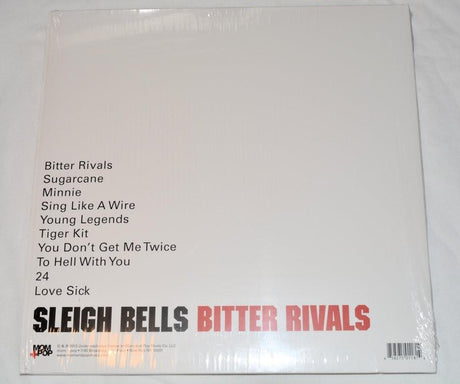 Bitter Rivals
Sugarcane
Minnie
Sing Like A Wire
Young Legends
Tiger Kit
You Don't Get Me Twice
To Hell With You
24
Love Sick
SLEIGH BELLS BITTER RIVALS
MOM
+POP